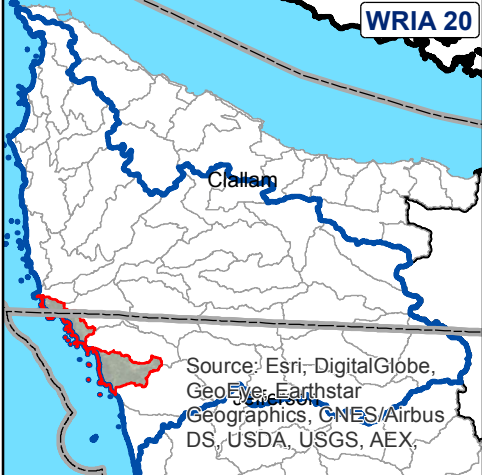 WRIA 20
Clallam
Source: Esri, DigitalGlobe,
GeoEye, Earthstar
Geographics, CNES/Airbus
DS, USDA, USGS, AEX,